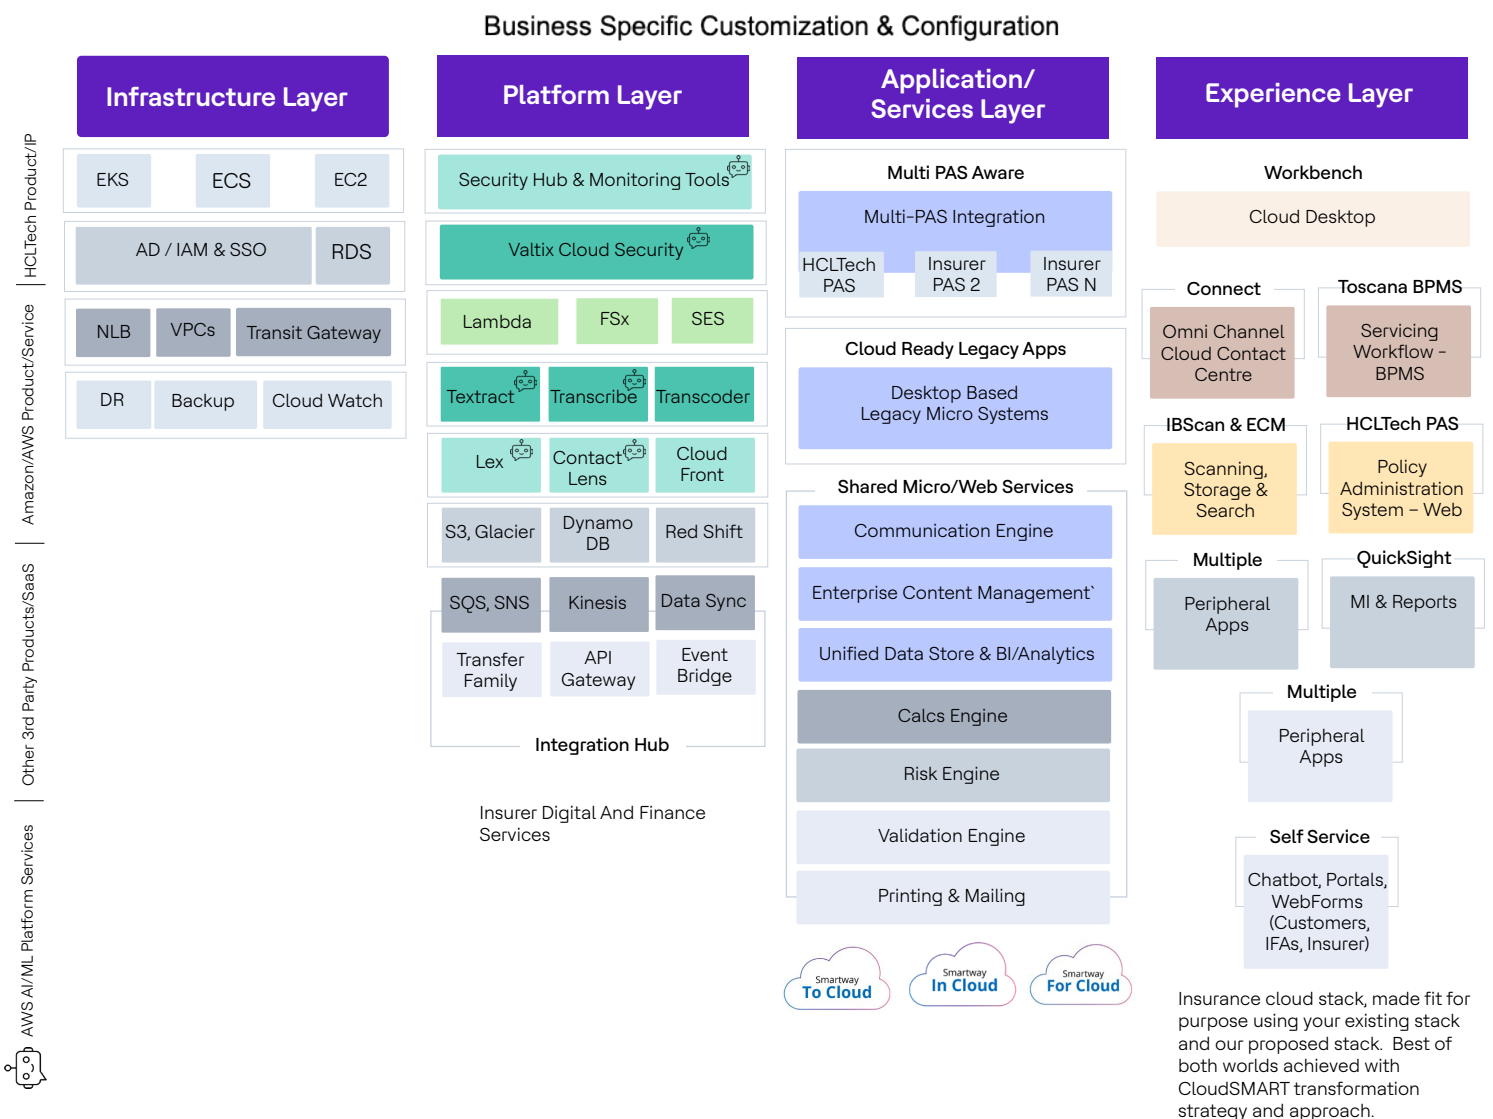 Business Specific Customization & Configuration
HCLTech Product/IP
Amazon/AWS Product/Service
Other 3rd Party Products/SaaS
AWS AI/ML Platform Services
Infrastructure Layer
EKS
ECS
EC2
AD / IAM & SSO
RDS
NLB
VPCs
Transit Gateway
DR
Backup
Cloud Watch
Platform Layer
Security Hub & Monitoring Tools
Valtix Cloud Security
Lambda
FSx
SES
Textract
Transcribe
Transcoder
Lex
Contact
Lens
Cloud
Front
S3, Glacier
Dynamo
DB
Red Shift
SQS, SNS
Kinesis
Data Sync
Transfer
Family
API
Gateway
Event
Bridge
Integration Hub
Insurer Digital And Finance
Services
Application/
Services Layer
Multi PAS Aware
Multi-PAS Integration
HCLTech
PAS
Insurer
PAS 2
Insurer
PAS N
Cloud Ready Legacy Apps
Desktop Based
Legacy Micro Systems
Shared Micro/Web Services
Communication Engine
Enterprise Content Management`
Unified Data Store & BI/Analytics
Calcs Engine
Risk Engine
Validation Engine
Printing & Mailing
Smartway
To Cloud
Smartway
In Cloud
Smartway
For Cloud
Experience Layer
Workbench
Cloud Desktop
Connect
Omni Channel
Cloud Contact
Centre
Toscana BPMS
Servicing
Workflow –
BPMS
IBScan & ECM
Scanning,
Storage &
Search
HCLTech PAS
Policy
Administration
System – Web
Multiple
Peripheral
Apps
QuickSight
MI & Reports
Multiple
Peripheral
Apps
Self Service
Chatbot, Portals,
WebForms
(Customers,
IFAs, Insurer)
Insurance cloud stack, made fit for
purpose using your existing stack
and our proposed stack.  Best of
both worlds achieved with
CloudSMART transformation
strategy and approach.